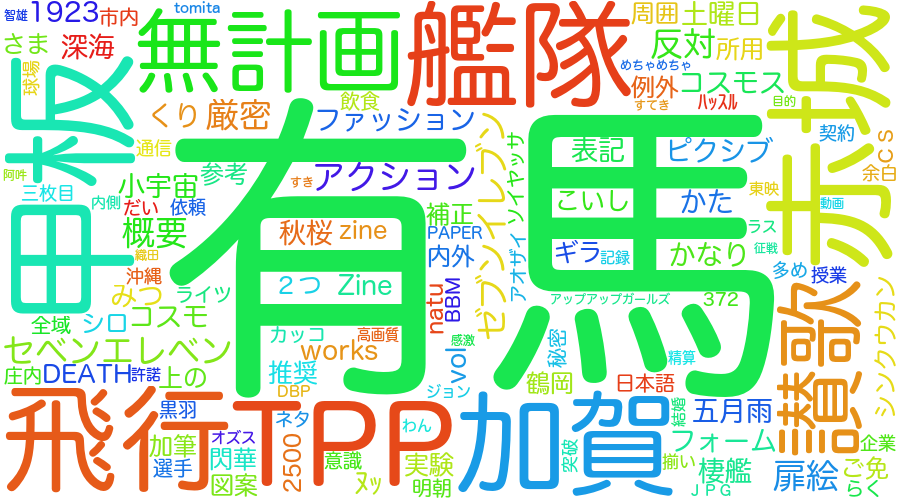 智雄
1923
市内
tomita
無計画
艦隊
周囲
土曜日
赤城
さま
深海
反対
所用
球場
甲板
めちゃめちゃ
例外
コスモス
すてき
ハッスル
目的
くり
厳密
飲食
ファッション
契約
余白
CS
通信
参考
有馬
アクション
セブンイレブン
ソイヤッサ
表記
ピクシブ
阿吽
三枚目
小宇宙
すき
東映
内側
だい
依頼
補正
こいし
かた
動画
概要
秋桜
zine
PAPER
ラス
織田
内外
アオザイ
ギラ
記録
かなり
征戦
沖縄
2つ
Zine
多め
授業
みつ
ライツ
natu
BBM
アップアップガールズ
372
全域
シロ
コスモ
カッコ
高画質
感激
秘密
讃歌
シンクウカン
セベンエレベン
works
vol
精算
庄内
DEATH
許諾
上の
推奨
DBP
ジョン
鶴岡
日本語
飛行
TPP
加賀
黒羽
ネタ
わん
結婚
五月雨
加筆
オズス
2500
突破
フォーム
企業
選手
閃華
意識
ヌッ
実験
揃い
棲艦
扉絵
ご免
図案
明朝
JPG
らく